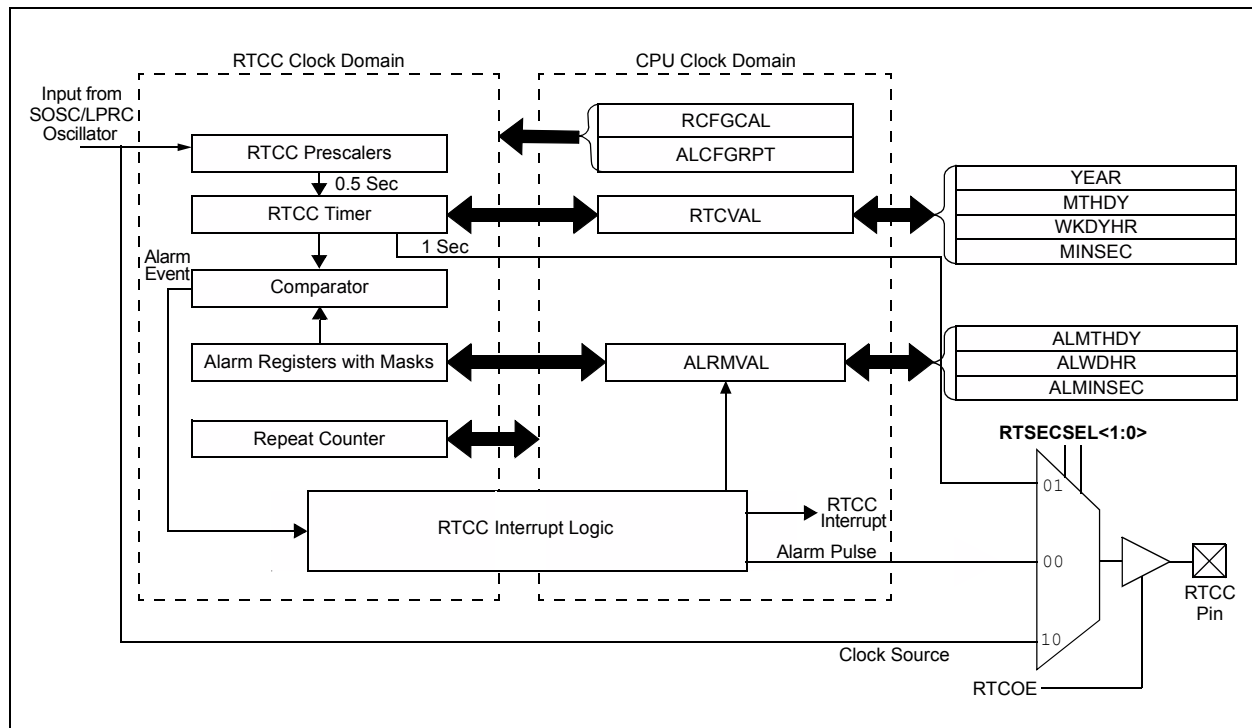 RTCC Clock Domain
CPU Clock Domain
Input from
SOSC/LPRC
Oscillator
RCFGCAL
ALCFGRPT
RTCC Prescalers
0.5 Sec
RTCC Timer
RTCVAL
YEAR
MTHDY
WKDYHR
MINSEC
1 Sec
Alarm
Event
Comparator
Alarm Registers with Masks
ALRMVAL
ALMTHDY
ALWDHR
ALMINSEC
Repeat Counter
RTSECSEL<1:0>
01
RTCC Interrupt Logic
RTCC
Interrupt
Alarm Pulse
00
RTCC
Pin
10
Clock Source
RTCOE